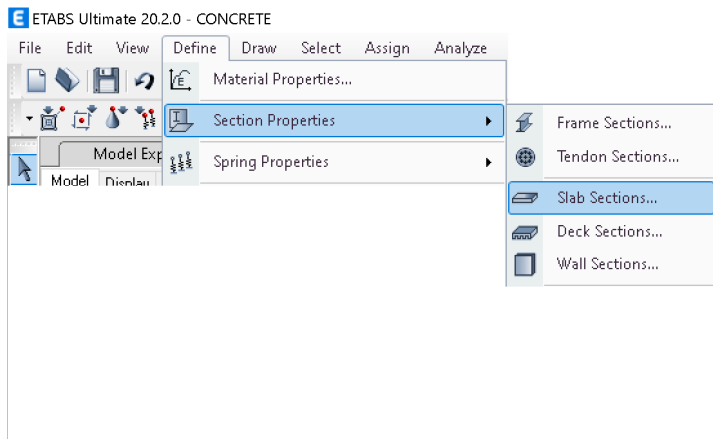 ETABS Ultimate 20.2.0 - CONCRETE
File Edit View Define Draw Select Assign Analyze
Material Properties...
Section Properties
Frame Sections...
Tendon Sections...
Model Exp
Spring Properties
Model Display
Slab Sections...
Deck Sections...
Wall Sections...